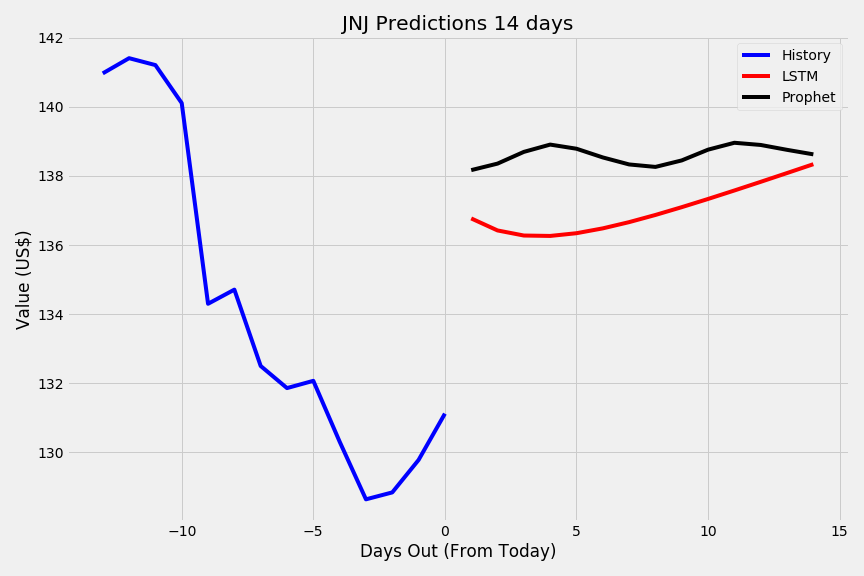 JNJ Predictions 14 days
History
LSTM
Prophet
Value (US$)
142
140
138
136
134
132
130
−10
−5
0
5
10
15
Days Out (From Today)